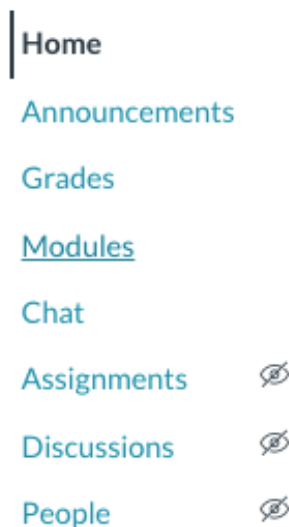 Home
Announcements
Grades
Modules
Chat
Assignments
Discussions
People